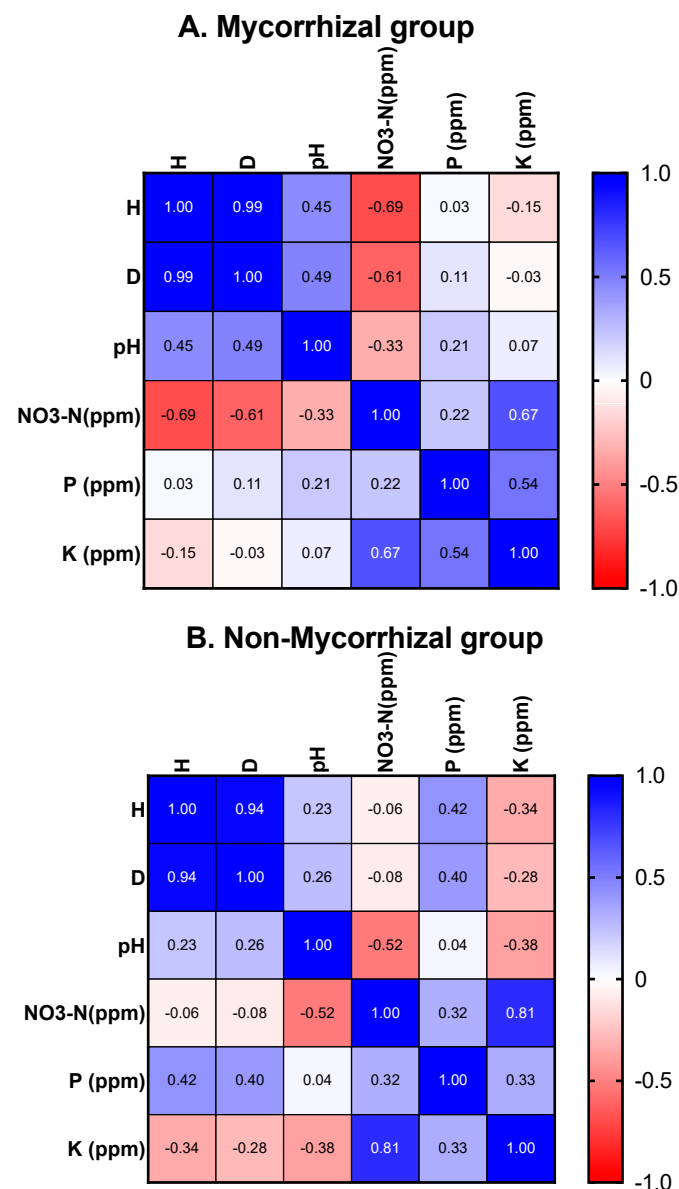 A. Mycorrhizal group
H D pH NO3-N(ppm) P (ppm) K (ppm)
H 1.00 0.99 0.45 -0.69 0.03 -0.15
D 0.99 1.00 0.49 -0.61 0.11 -0.03
pH 0.45 0.49 1.00 -0.33 0.21 0.07
NO3-N(ppm) -0.69 -0.61 -0.33 1.00 0.22 0.67
P (ppm) 0.03 0.11 0.21 0.22 1.00 0.54
K (ppm) -0.15 -0.03 0.07 0.67 0.54 1.00
1.0
0.5
0
-0.5
-1.0
B. Non-Mycorrhizal group
H D pH NO3-N(ppm) P (ppm) K (ppm)
H 1.00 0.94 0.23 -0.06 0.42 -0.34
D 0.94 1.00 0.26 -0.08 0.40 -0.28
pH 0.23 0.26 1.00 -0.52 0.04 -0.38
NO3-N(ppm) -0.06 -0.08 -0.52 1.00 0.32 0.81
P (ppm) 0.42 0.40 0.04 0.32 1.00 0.33
K (ppm) -0.34 -0.28 -0.38 0.81 0.33 1.00
1.0
0.5
0
-0.5
-1.0